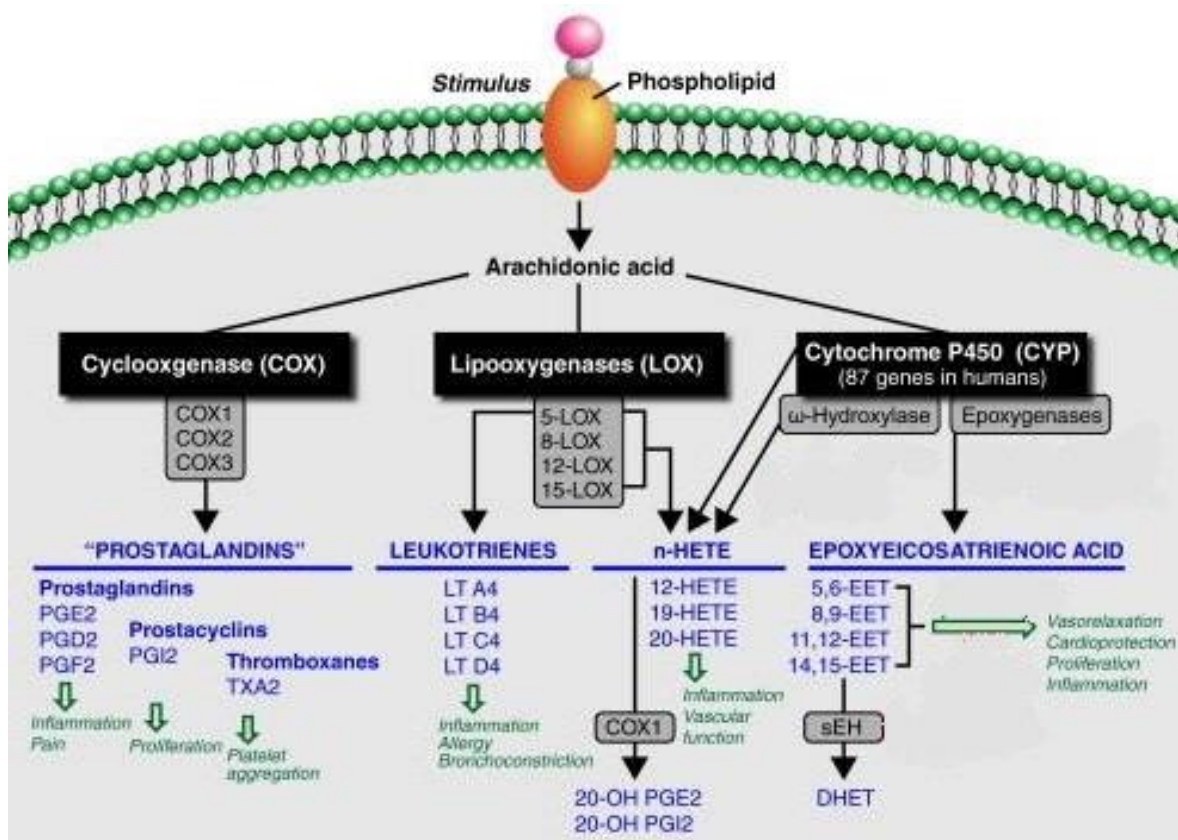 Stimulus
Phospholipid
Arachidonic acid
Cyclooxgenase (COX)
COX1
COX2
COX3
Lipooxygenases (LOX)
5-LOX
8-LOX
12-LOX
15-LOX
Cytochrome P450 (CYP)
(87 genes in humans)
ω-Hydroxylase
Epoxygenases
“PROSTAGLANDINS”
Prostaglandins
PGE2
PGD2
PGF2
Inflammation
Pain
Prostacyclins
PGI2
Proliferation
Thromboxanes
TXA2
Platelet
aggregation
LEUKOTRIENES
LT A4
LT B4
LT C4
LT D4
Inflammation
Allergy
Bronchoconstriction
n-HETE
12-HETE
19-HETE
20-HETE
Inflammation
Vascular
function
COX1
20-OH PGE2
20-OH PGI2
EPOXYEICOSATRIENOIC ACID
5,6-EET
8,9-EET
11,12-EET
14,15-EET
Vasorelaxation
Cardioprotection
Proliferation
Inflammation
sEH
DHET